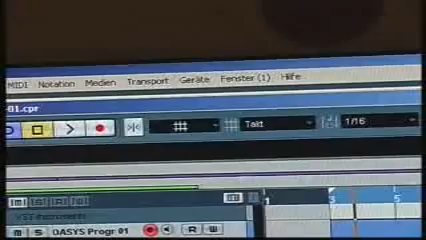 MIDI Notation Medien Transport Geräte Fenster (1) Hilfe
-01.cpr
Takt 1/16
m S R W
1 3 5
VST Instruments
m S OASYS Progr 01 R W